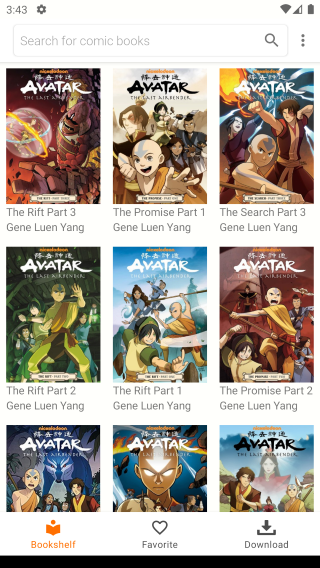 3:43
Search for comic books
nickelodeon
AVATAR
THE LAST AIRBENDER
THE RIFT · PART THREE
nickelodeon
AVATAR
THE LAST AIRBENDER
THE PROMISE · PART ONE
nickelodeon
AVATAR
THE LAST AIRBENDER
THE SEARCH · PART THREE
The Rift Part 3
Gene Luen Yang
The Promise Part 1
Gene Luen Yang
The Search Part 3
Gene Luen Yang
nickelodeon
AVATAR
THE LAST AIRBENDER
THE RIFT · PART TWO
nickelodeon
AVATAR
THE LAST AIRBENDER
THE RIFT · PART ONE
nickelodeon
AVATAR
THE LAST AIRBENDER
THE PROMISE · PART TWO
The Rift Part 2
Gene Luen Yang
The Rift Part 1
Gene Luen Yang
The Promise Part 2
Gene Luen Yang
nickelodeon
AVATAR
THE LAST AIRBENDER
nickelodeon
AVATAR
THE LAST AIRBENDER
nickelodeon
AVATAR
THE LAST AIRBENDER
Bookshelf
Favorite
Download